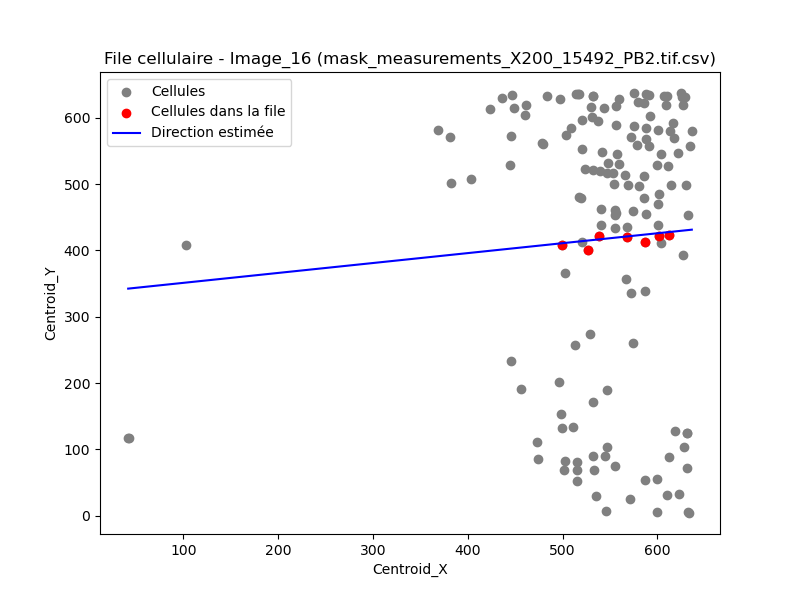 File cellulaire - Image_16 (mask_measurements_X200_15492_PB2.tif.csv)
Cellules
Cellules dans la file
Direction estimée
600
500
400
300
200
100
0
Centroid_Y
100 200 300 400 500 600
Centroid_X